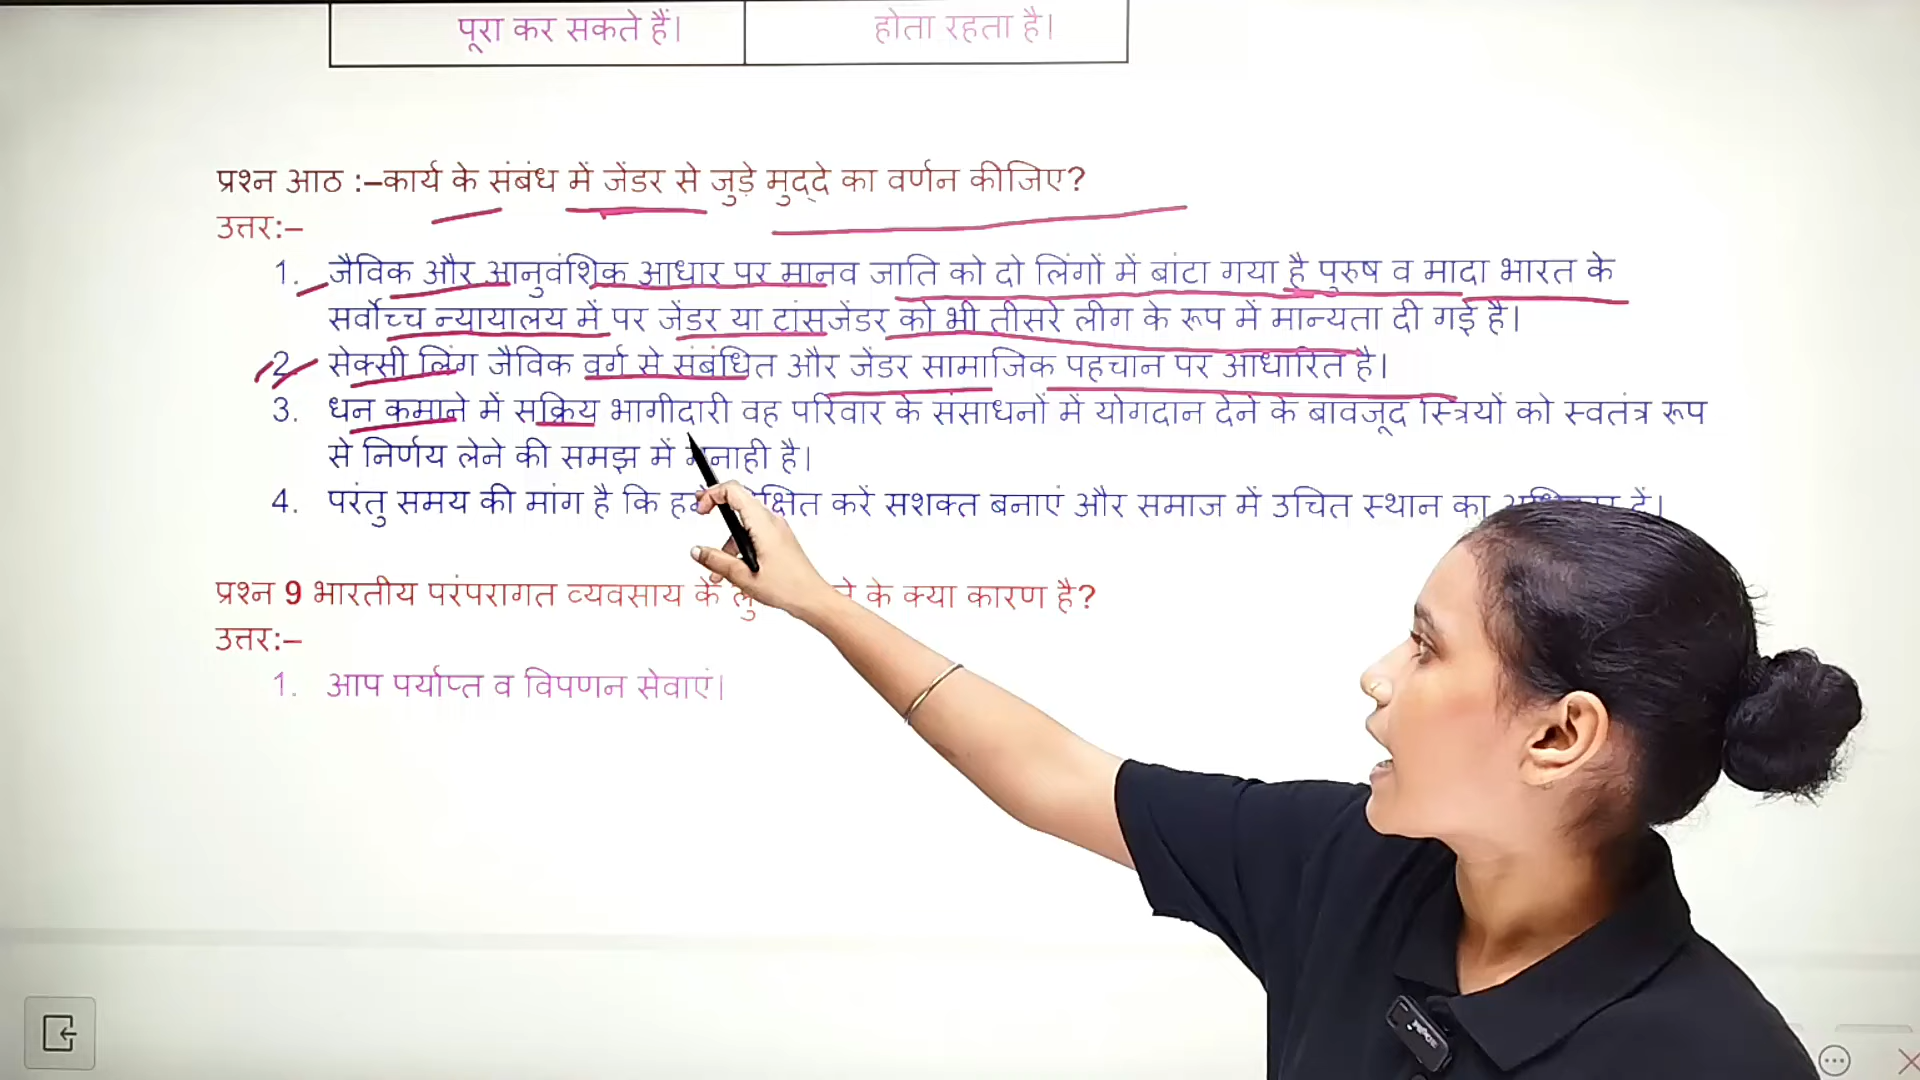 पूरा कर सकते हैं।
होता रहता है।
प्रश्न आठ :–कार्य के संबंध में जेंडर से जुड़े मुद्दे का वर्णन कीजिए?
उत्तर:–
1. जैविक और आनुवंशिक आधार पर मानव जाति को दो लिंगों में बांटा गया है पुरुष व मादा भारत के
सर्वोच्च न्यायालय में पर जेंडर या ट्रांसजेंडर को भी तीसरे लीग के रूप में मान्यता दी गई है।
2. सेक्सी लिंग जैविक वर्ग से संबंधित और जेंडर सामाजिक पहचान पर आधारित है।
3. धन कमाने में सक्रिय भागीदारी वह परिवार के संसाधनों में योगदान देने के बावजूद स्त्रियों को स्वतंत्र रूप
से निर्णय लेने की समझ में मनाही है।
4. परंतु समय की मांग है कि करें सशक्त बनाएं और समाज में उचित स्थान का दें।
प्रश्न 9 भारतीय परंपरागत व्यवसाय के के क्या कारण है?
उत्तर:–
1. आप पर्याप्त व विपणन सेवाएं।